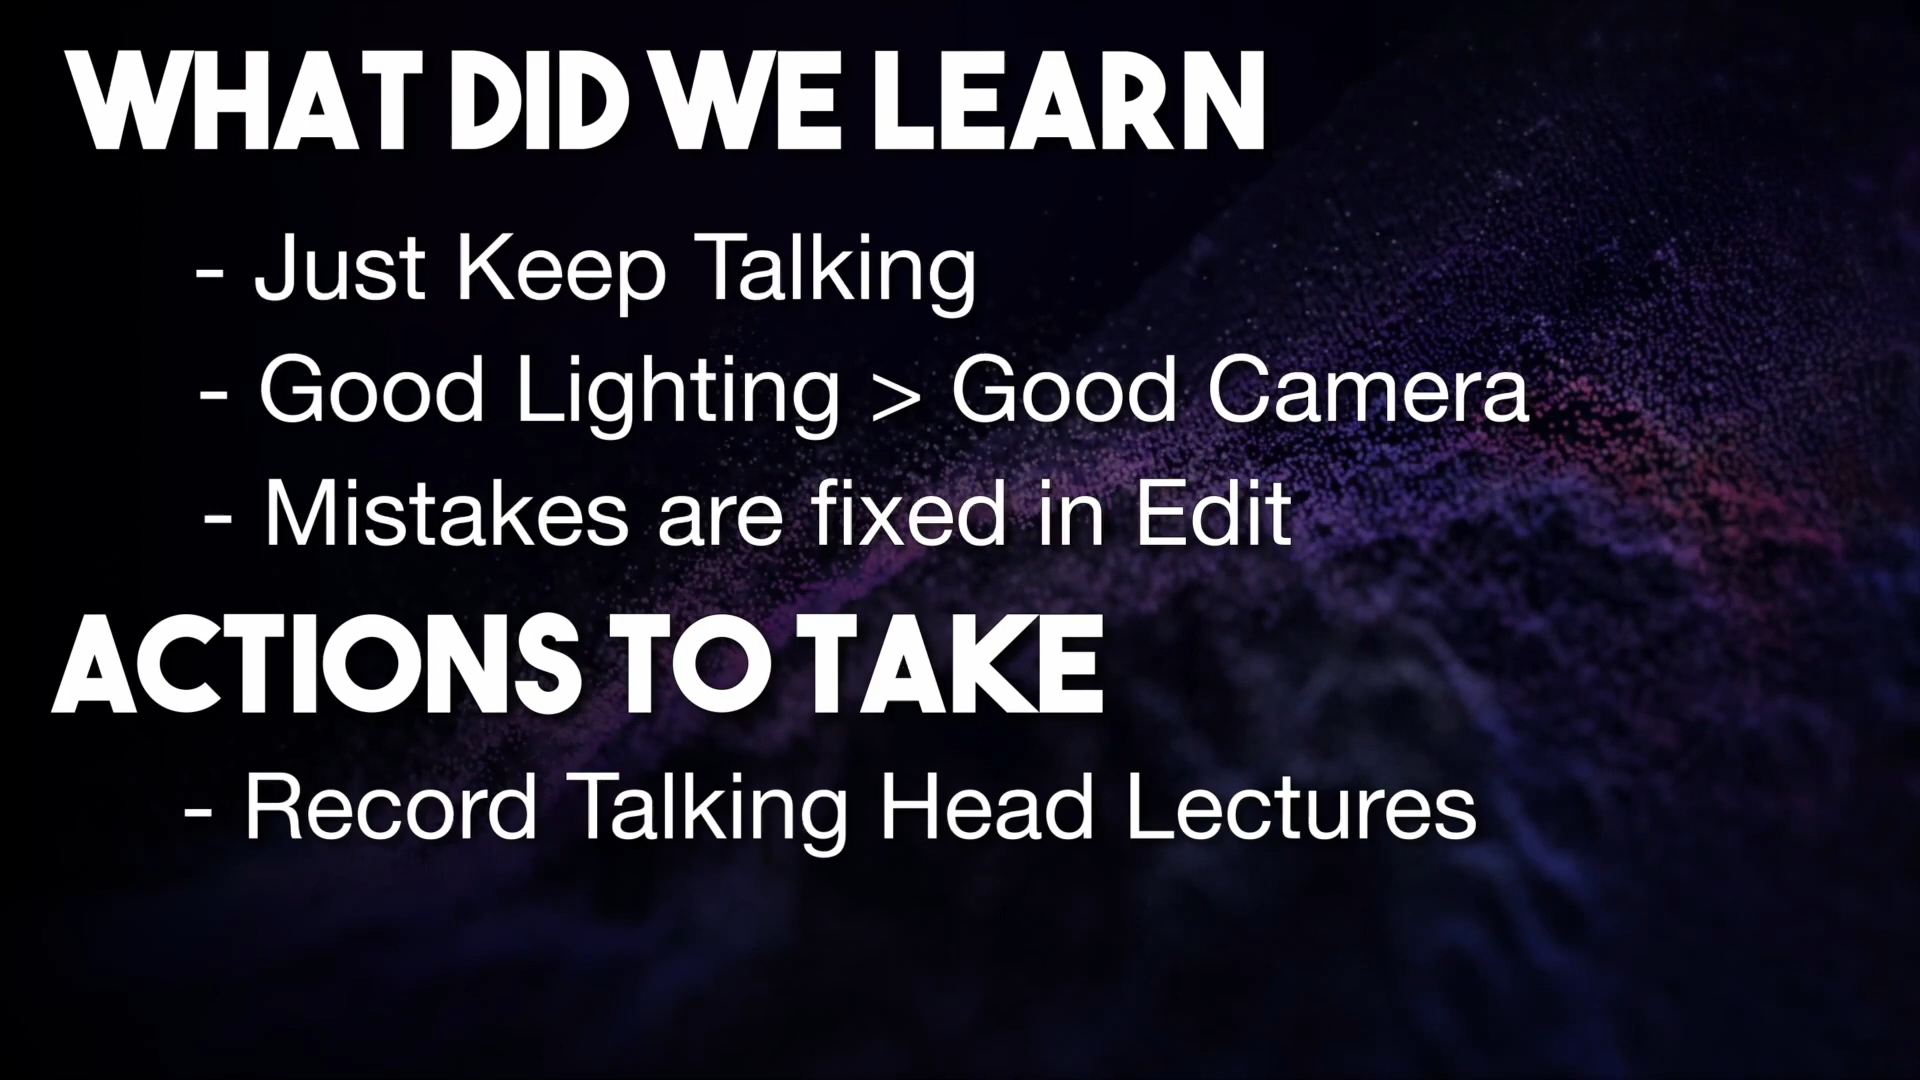 WHAT DID WE LEARN
- Just Keep Talking
- Good Lighting > Good Camera
- Mistakes are fixed in Edit
ACTIONS TO TAKE
- Record Talking Head Lectures